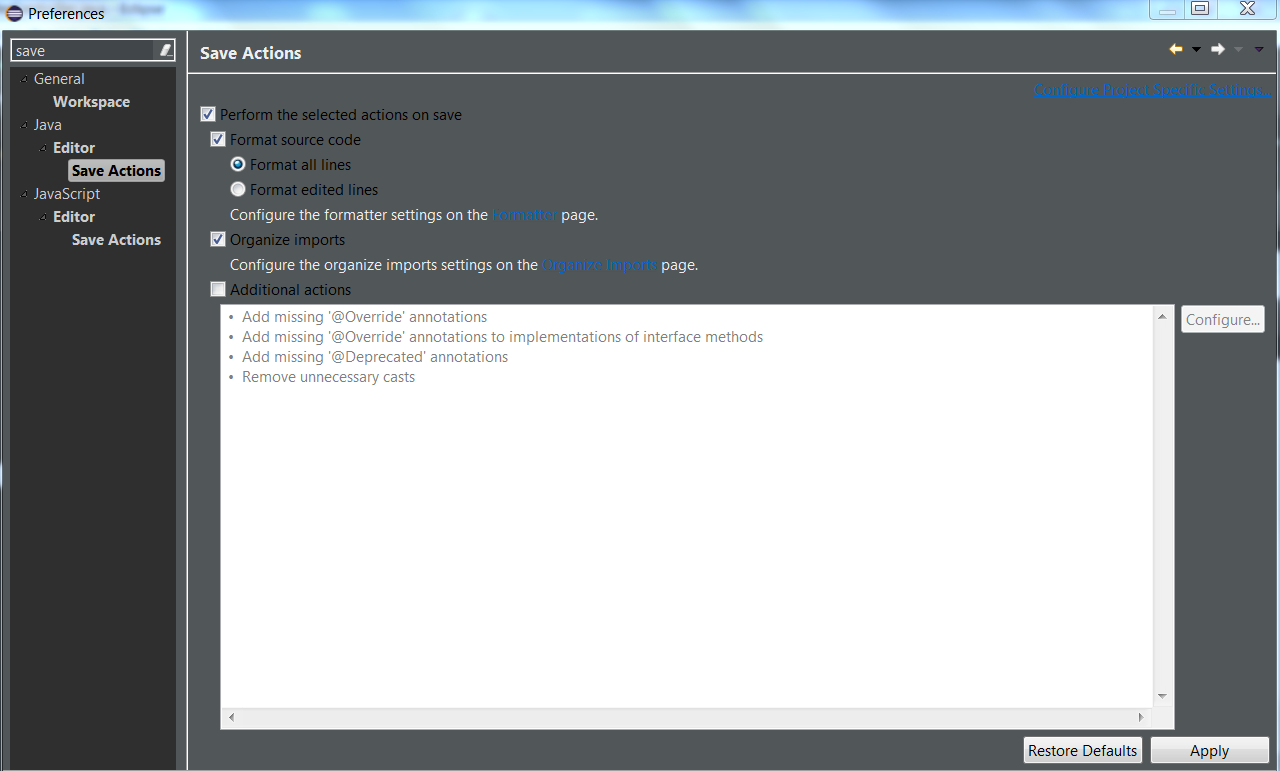 Preferences
save
General
Workspace
Java
Editor
Save Actions
JavaScript
Editor
Save Actions
Save Actions
Configure Project Specific Settings...
Perform the selected actions on save
Format source code
Format all lines
Format edited lines
Configure the formatter settings on the Formatter page.
Organize imports
Configure the organize imports settings on the Organize Imports page.
Additional actions
• Add missing '@Override' annotations
• Add missing '@Override' annotations to implementations of interface methods
• Add missing '@Deprecated' annotations
• Remove unnecessary casts
Configure...
Restore Defaults
Apply